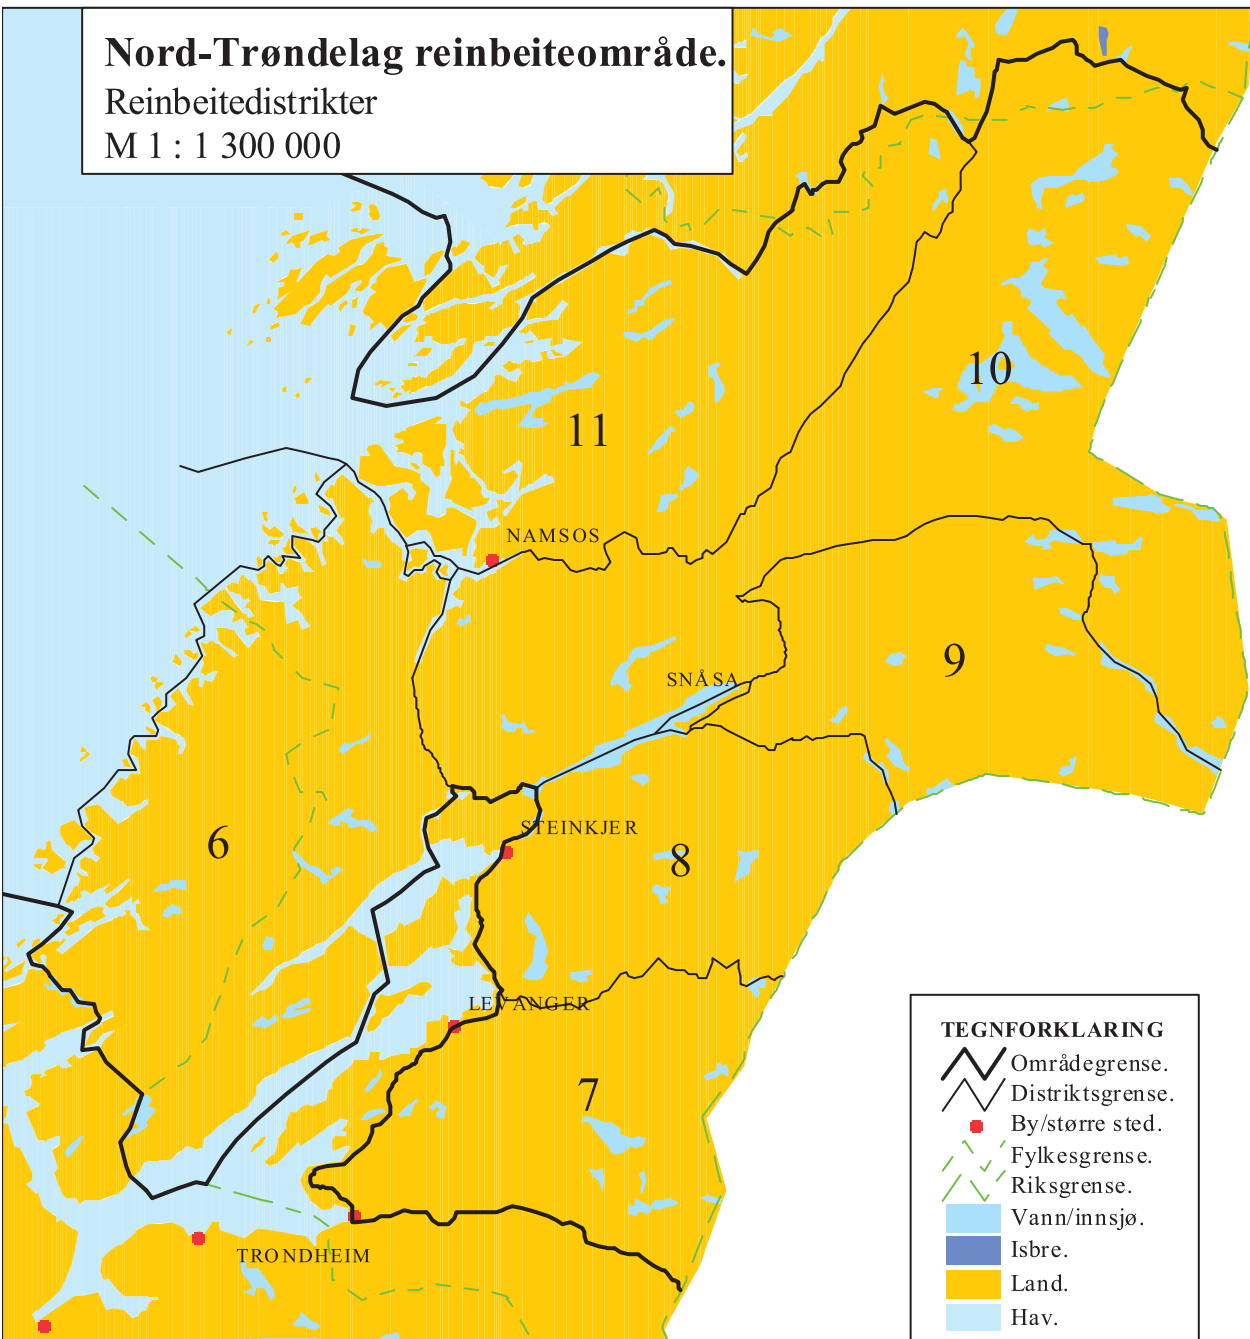 Nord-Trøndelag reinbeiteområde.
Reinbeitedistrikter
M 1 : 1 300 000
10
11
NAMSOS
9
SNÅSA
STEINKJER
6
8
LEVANGER
7
TRONDHEIM
TEGNFORKLARING
Områdegrense.
Distriktsgrense.
By/større sted.
Fylkesgrense.
Riksgrense.
Vann/innsjø.
Isbre.
Land.
Hav.